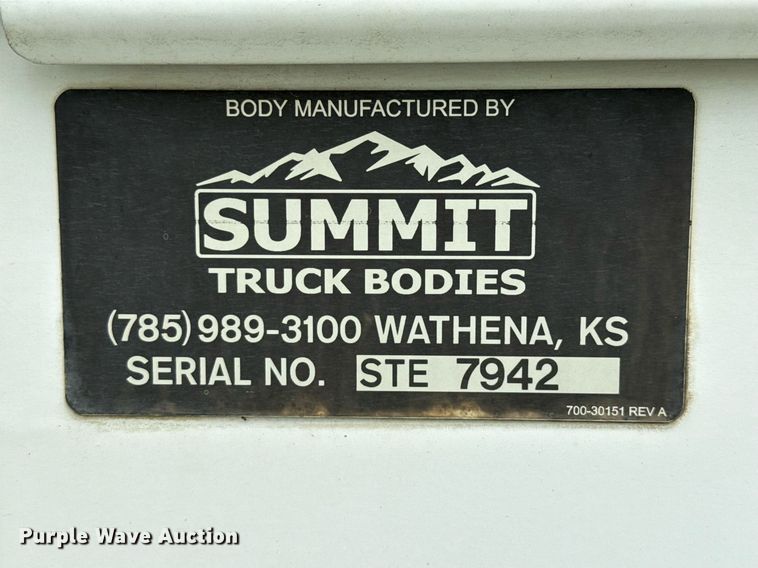 BODY MANUFACTURED BY
SUMMIT
TRUCK BODIES
(785) 989-3100 WATHENA, KS
SERIAL NO. STE 7942
700-30151 REV A
Purple Wave Auction